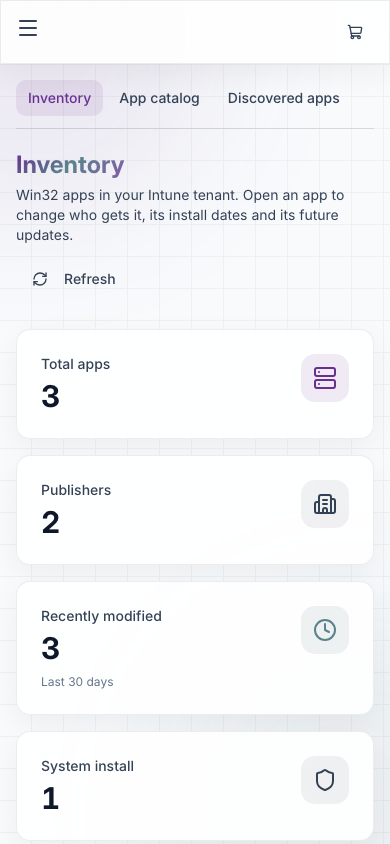 Inventory
App catalog
Discovered apps
Inventory
Win32 apps in your Intune tenant. Open an app to
change who gets it, its install dates and its future
updates.
Refresh
Total apps
3
Publishers
2
Recently modified
3
Last 30 days
System install
1